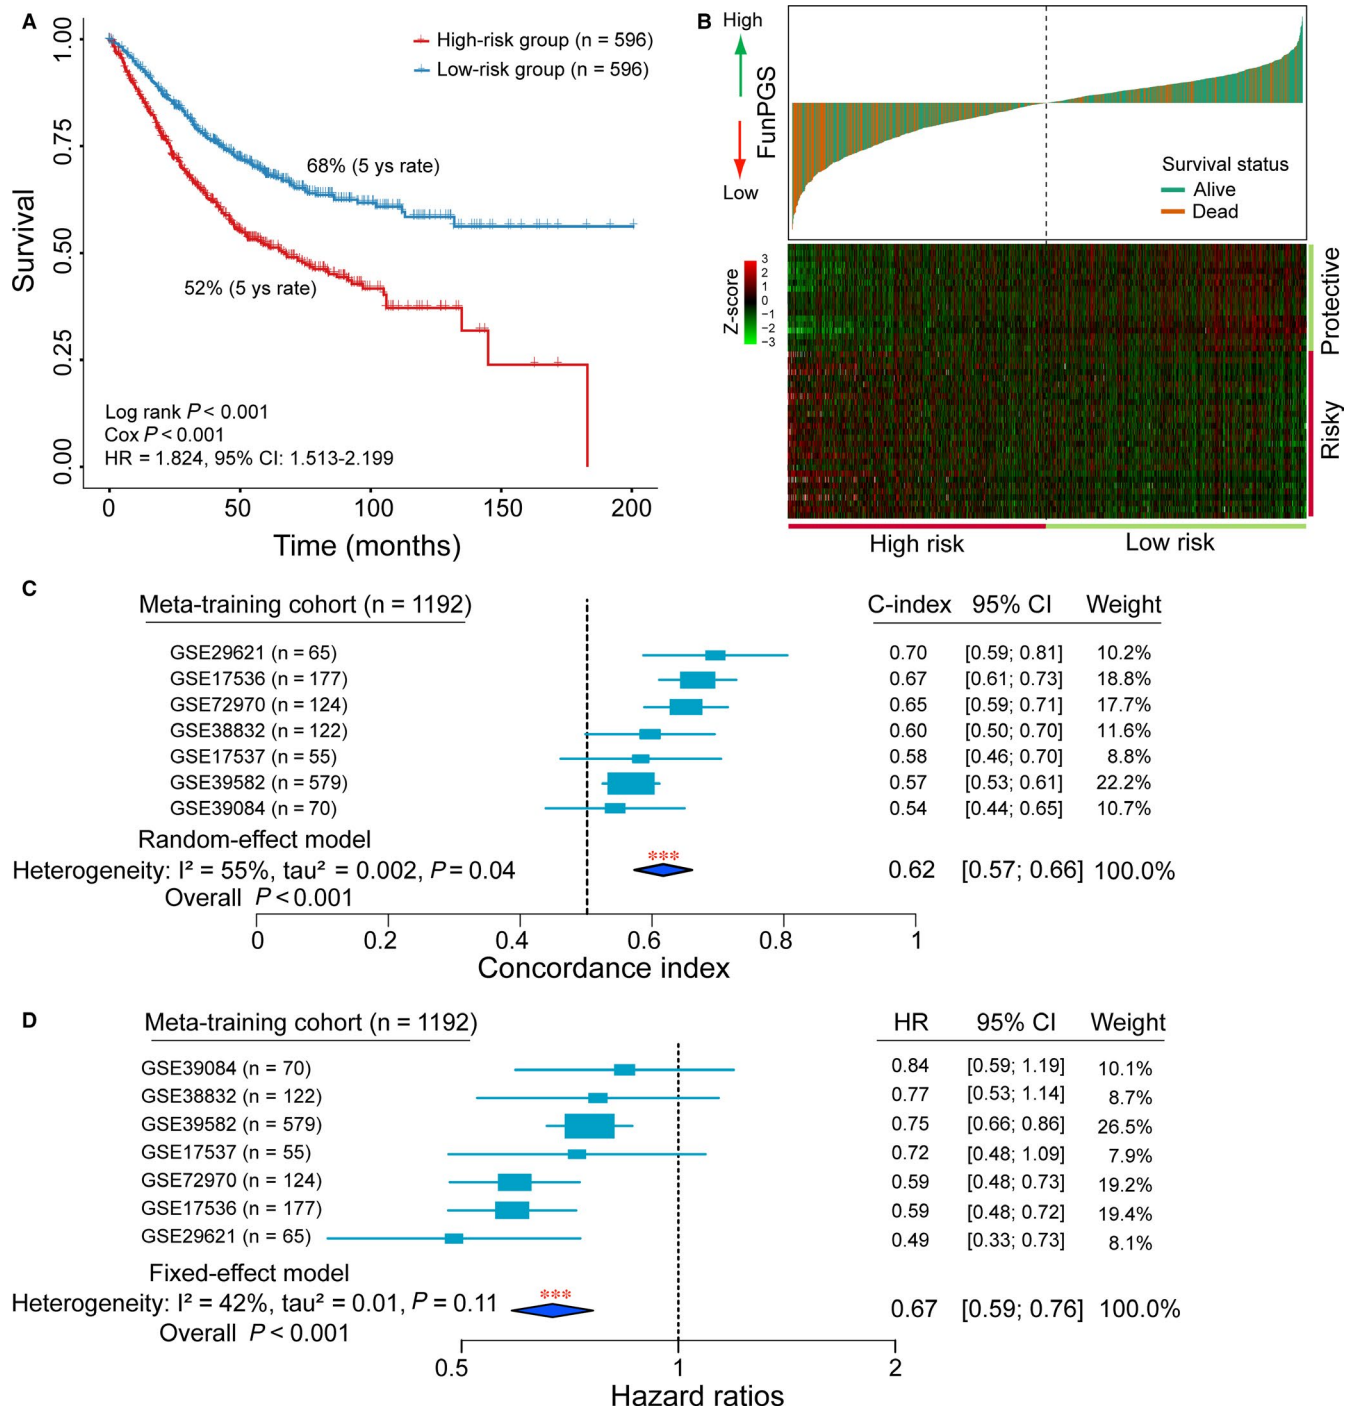 A
1.00
0.75
0.50
0.25
0.00
Survival
High-risk group (n = 596)
Low-risk group (n = 596)
68% (5 ys rate)
52% (5 ys rate)
Log rank P < 0.001
Cox P < 0.001
HR = 1.824, 95% CI: 1.513-2.199
0 50 100 150 200
Time (months)
B
High
FunPGS
Low
Survival status
Alive
Dead
Z-score
3
2
1
0
−1
−2
−3
Protective
Risky
High risk Low risk
C
Meta-training cohort (n = 1192) C-index 95% CI Weight
GSE29621 (n = 65) 0.70 [0.59; 0.81] 10.2%
GSE17536 (n = 177) 0.67 [0.61; 0.73] 18.8%
GSE72970 (n = 124) 0.65 [0.59; 0.71] 17.7%
GSE38832 (n = 122) 0.60 [0.50; 0.70] 11.6%
GSE17537 (n = 55) 0.58 [0.46; 0.70] 8.8%
GSE39582 (n = 579) 0.57 [0.53; 0.61] 22.2%
GSE39084 (n = 70) 0.54 [0.44; 0.65] 10.7%
Random-effect model
***
Heterogeneity: I² = 55%, tau² = 0.002, P = 0.04 0.62 [0.57; 0.66] 100.0%
Overall P < 0.001
0 0.2 0.4 0.6 0.8 1
Concordance index
D
Meta-training cohort (n = 1192) HR 95% CI Weight
GSE39084 (n = 70) 0.84 [0.59; 1.19] 10.1%
GSE38832 (n = 122) 0.77 [0.53; 1.14] 8.7%
GSE39582 (n = 579) 0.75 [0.66; 0.86] 26.5%
GSE17537 (n = 55) 0.72 [0.48; 1.09] 7.9%
GSE72970 (n = 124) 0.59 [0.48; 0.73] 19.2%
GSE17536 (n = 177) 0.59 [0.48; 0.72] 19.4%
GSE29621 (n = 65) 0.49 [0.33; 0.73] 8.1%
Fixed-effect model
***
Heterogeneity: I² = 42%, tau² = 0.01, P = 0.11 0.67 [0.59; 0.76] 100.0%
Overall P < 0.001
0.5 1 2
Hazard ratios